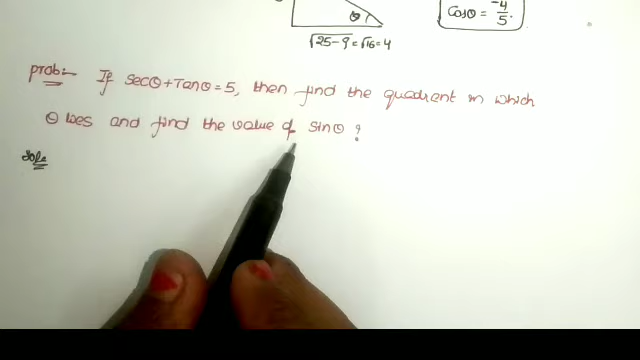 θ
√25-9 = √16 = 4
Cosθ = -4/5.
prob:- If secθ+Tanθ=5, then find the quadrant in which
θ lies and find the value of sinθ ?
Sol: